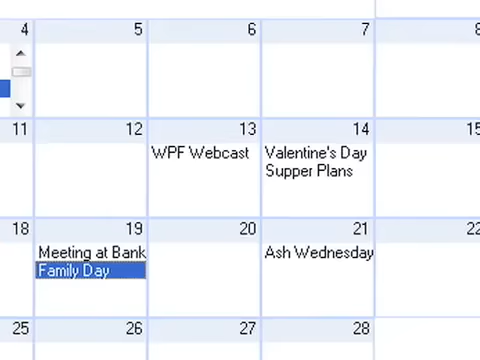 4 5 6 7 8
11 12 13 14 15
WPF Webcast Valentine's Day
Supper Plans
18 19 20 21 22
Meeting at Bank Ash Wednesday
Family Day
25 26 27 28